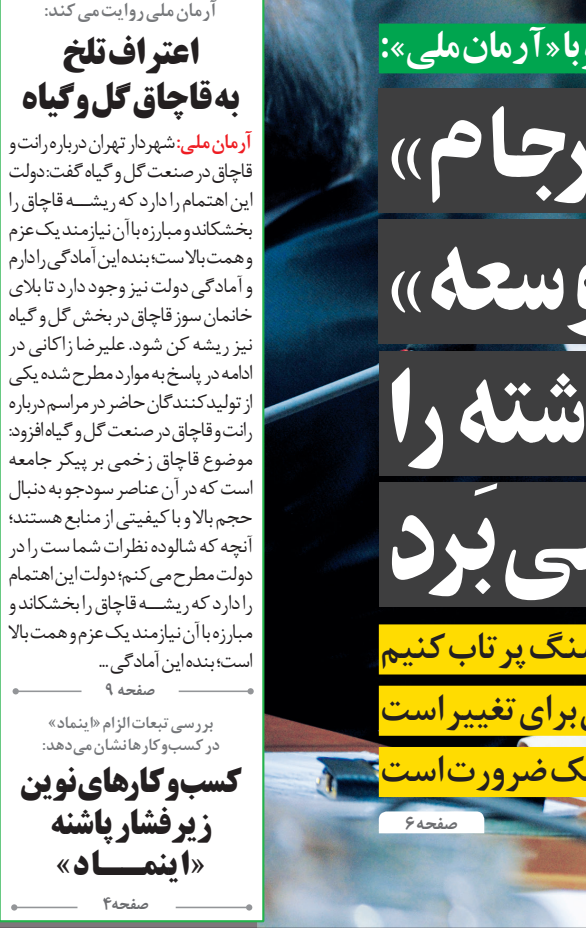 با «آرمان ملی»:
رجام»
وسعه»
شته را
ی‌بَرد
سنگ پرتاب کنیم
برای تغییر است
ک ضرورت است
صفحه ۶
آرمان ملی روایت می کند:
اعتراف تلخ
به قاچاق گل و گیاه
آرمان ملی: شهردار تهران درباره رانت و
قاچاق در صنعت گل و گیاه گفت: دولت
این اهتمام را دارد که ریشه قاچاق را
بخشکاند و مبارزه با آن نیازمند یک عزم
و همت بالاست؛ بنده این آمادگی را دارم
و آمادگی دولت نیز وجود دارد تا بلای
خانمان سوز قاچاق در بخش گل و گیاه
نیز ریشه کن شود. علیرضا زاکانی در
ادامه در پاسخ به موارد مطرح شده یکی
از تولیدکنندگان حاضر در مراسم درباره
رانت و قاچاق در صنعت گل و گیاه افزود:
موضوع قاچاق زخمی بر پیکر جامعه
است که در آن عناصر سودجو به دنبال
حجم بالا و با کیفیتی از منابع هستند؛
آنچه که شالوده نظرات شما ست را در
دولت مطرح می کنم؛ دولت این اهتمام
را دارد که ریشه قاچاق را بخشکاند و
مبارزه با آن نیازمند یک عزم و همت بالا
است؛ بنده این آمادگی ...
صفحه ۹
بررسی تبعات الزام «اینماد»
در کسب‌وکارها نشان می‌دهد:
کسب‌وکارهای نوین
زیر فشار پاشنه
«اینمـاد»
صفحه۴